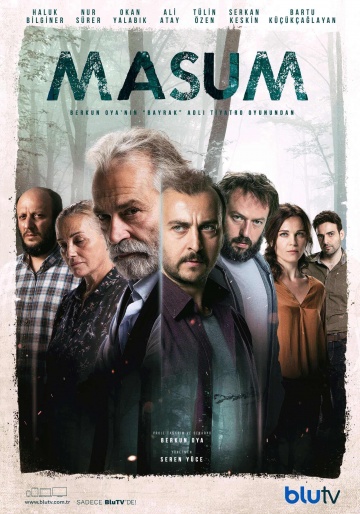 HALUK BİLGİNER NUR SÜRER OKAN YALABIK ALİ ATAY TÜLİN ÖZEN SERKAN KESKİN BARTU KÜÇÜKÇAĞLAYAN
MASUM
BERKUN OYA'NIN "BAYRAK" ADLI TİYATRO OYUNUNDAN
BERKUN OYA
YÖNETMEN
SEREN YÜCE
www.blutv.com.tr
SADECE BluTV'DE!
blutv